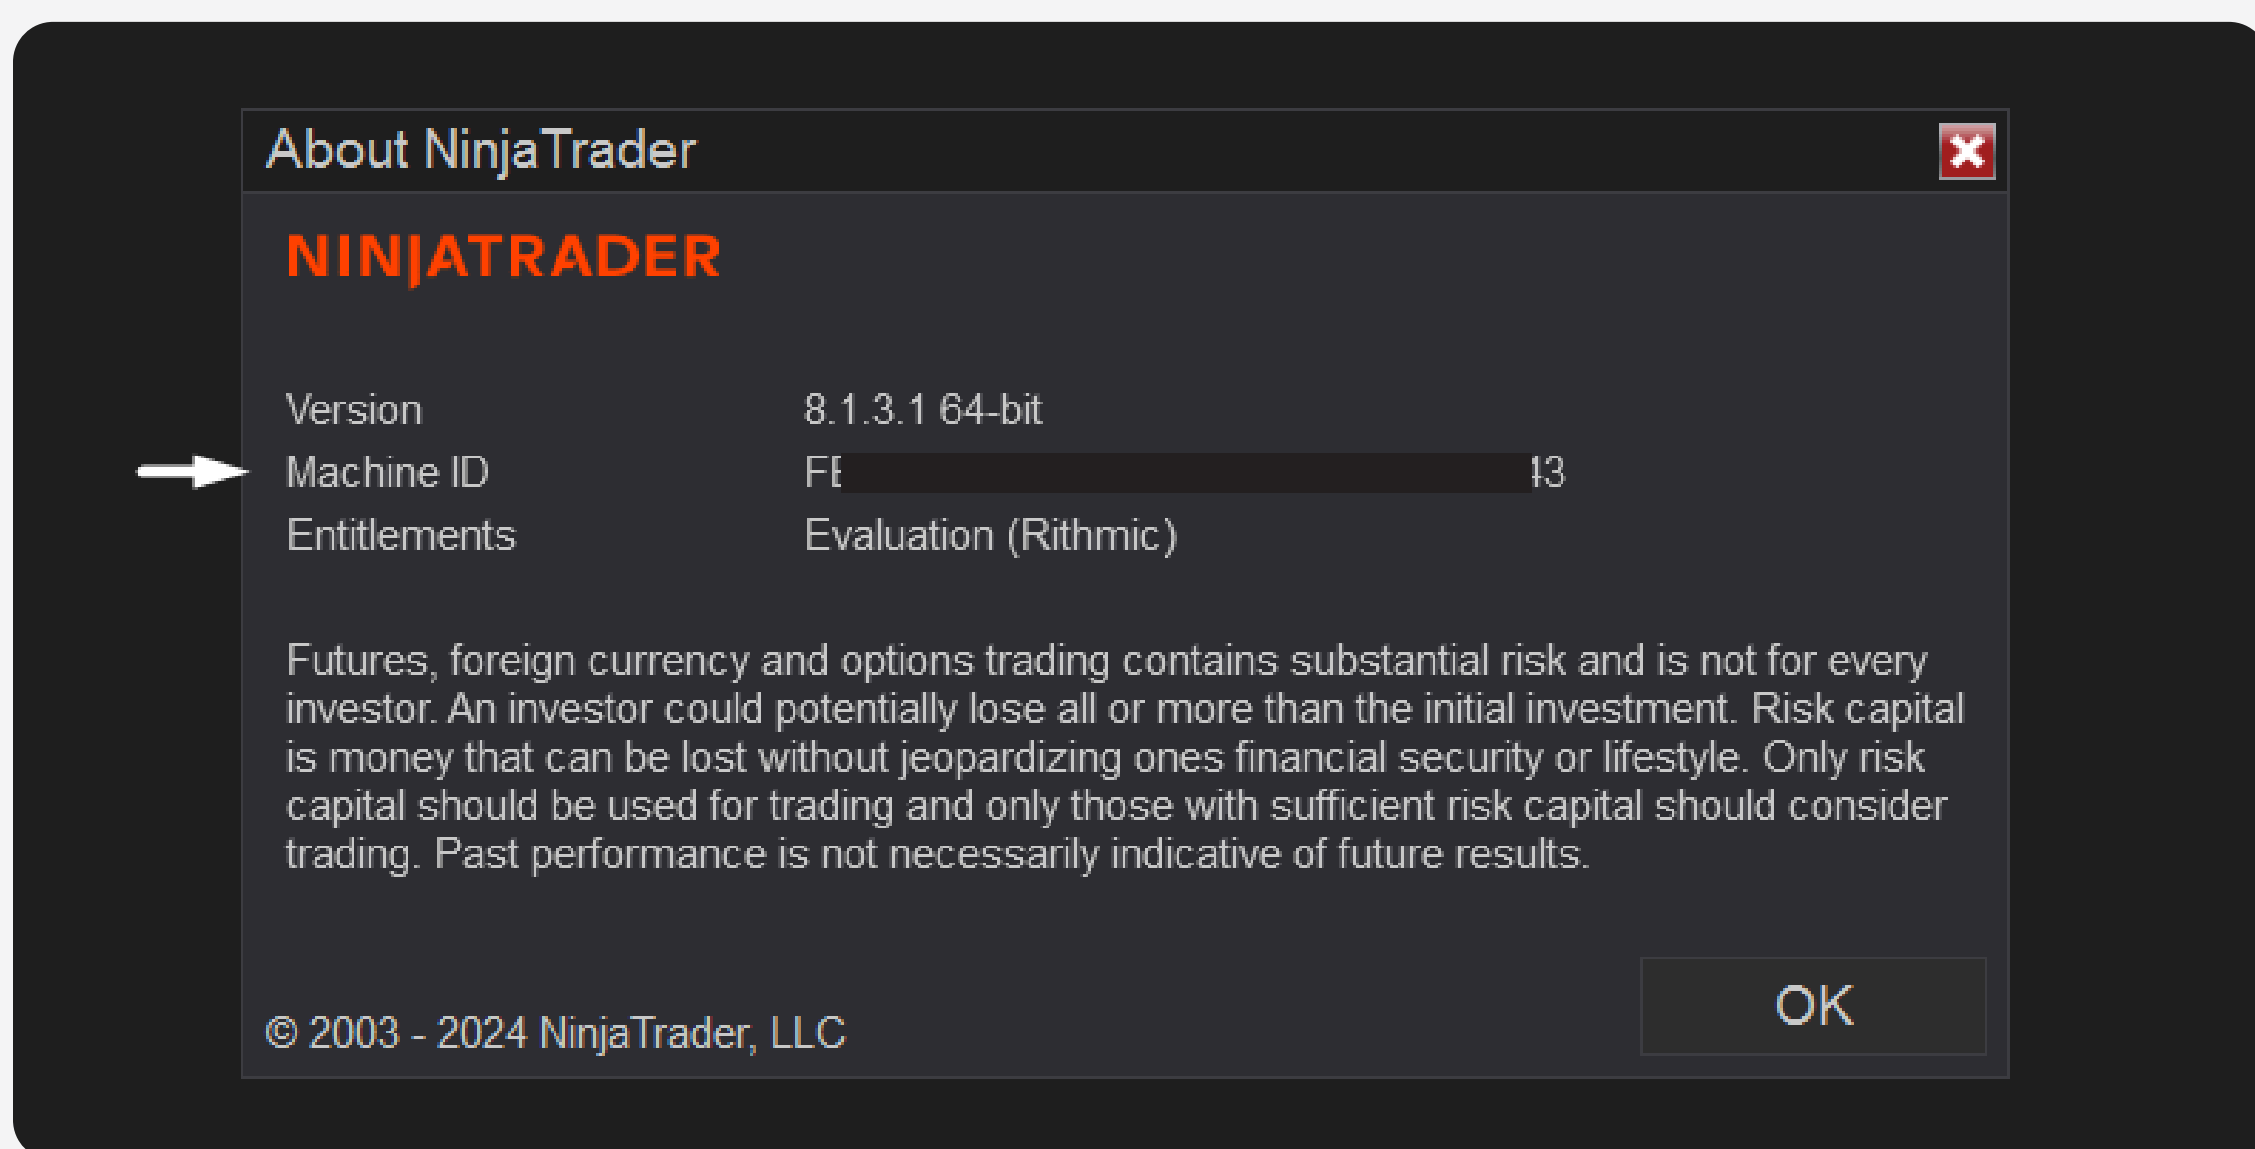 About NinjaTrader
NINJATRADER
Version 8.1.3.1 64-bit
Machine ID
Entitlements Evaluation (Rithmic)
Futures, foreign currency and options trading contains substantial risk and is not for every
investor. An investor could potentially lose all or more than the initial investment. Risk capital
is money that can be lost without jeopardizing ones financial security or lifestyle. Only risk
capital should be used for trading and only those with sufficient risk capital should consider
trading. Past performance is not necessarily indicative of future results.
OK
© 2003 - 2024 NinjaTrader, LLC